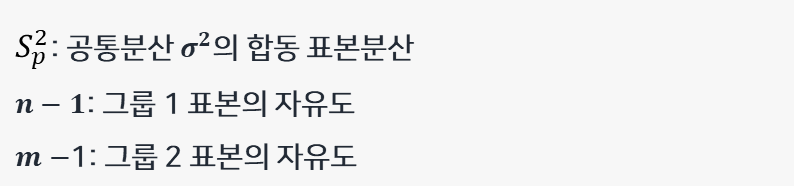 $S_p^2$: 공통분산 $\sigma^2$의 합동 표본분산
n − 1: 그룹 1 표본의 자유도
m −1: 그룹 2 표본의 자유도